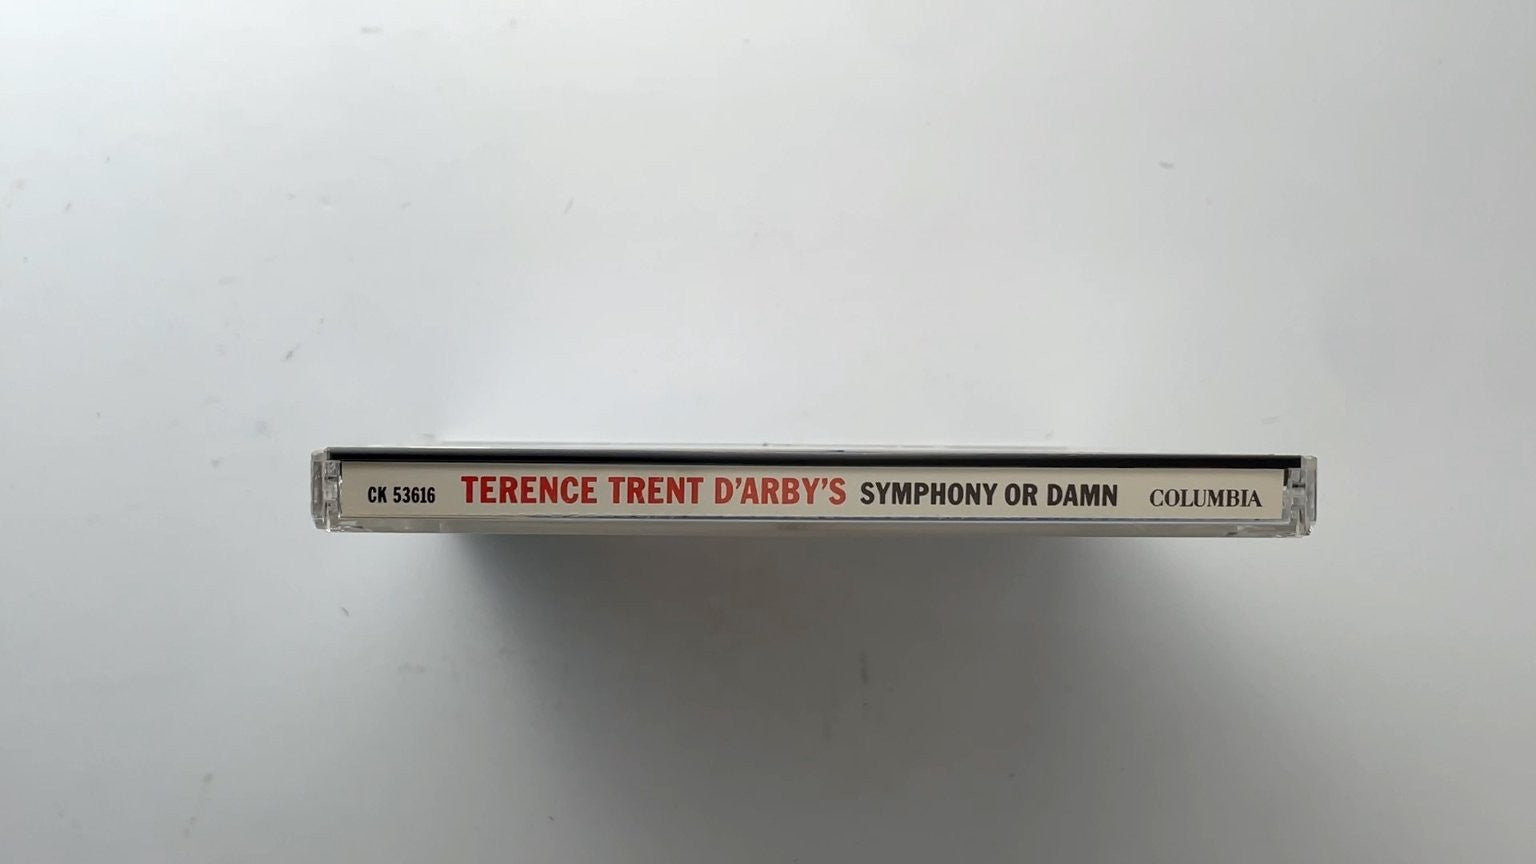 CK 53616 TERENCE TRENT D'ARBY'S SYMPHONY OR DAMN COLUMBIA